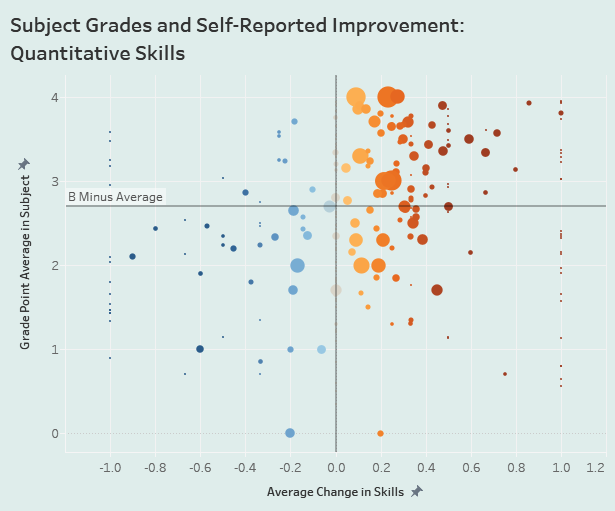 Subject Grades and Self-Reported Improvement:
Quantitative Skills
4
3
B Minus Average
2
1
0
Grade Point Average in Subject
-1.0 -0.8 -0.6 -0.4 -0.2 0.0 0.2 0.4 0.6 0.8 1.0 1.2
Average Change in Skills